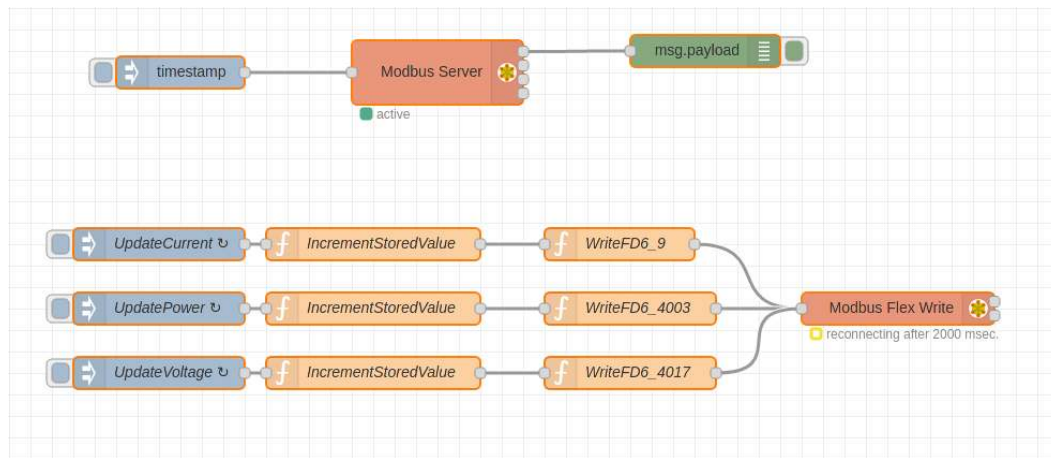 timestamp
Modbus Server
msg.payload
active
UpdateCurrent ↻
IncrementStoredValue
WriteFD6_9
UpdatePower ↻
IncrementStoredValue
WriteFD6_4003
Modbus Flex Write
reconnecting after 2000 msec.
UpdateVoltage ↻
IncrementStoredValue
WriteFD6_4017